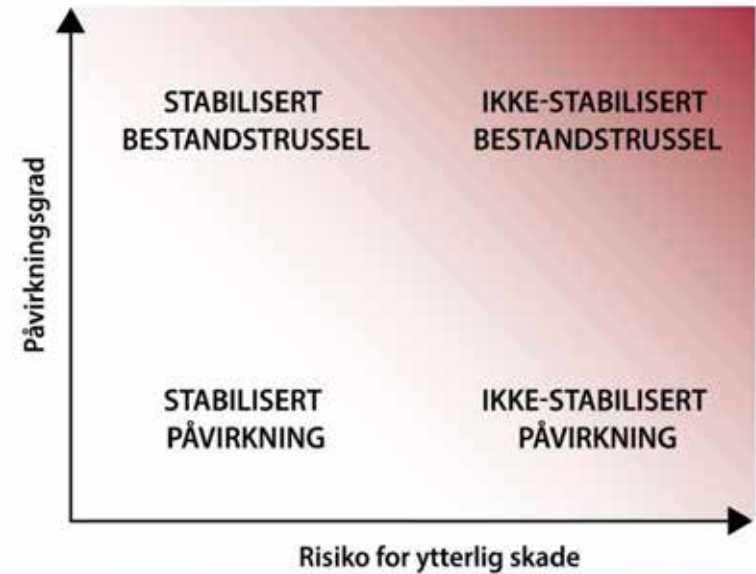 STABILISERT
BESTANDSTRUSSEL
IKKE-STABILISERT
BESTANDSTRUSSEL
Påvirkningsgrad
STABILISERT
PÅVIRKNING
IKKE-STABILISERT
PÅVIRKNING
Risiko for ytterlig skade